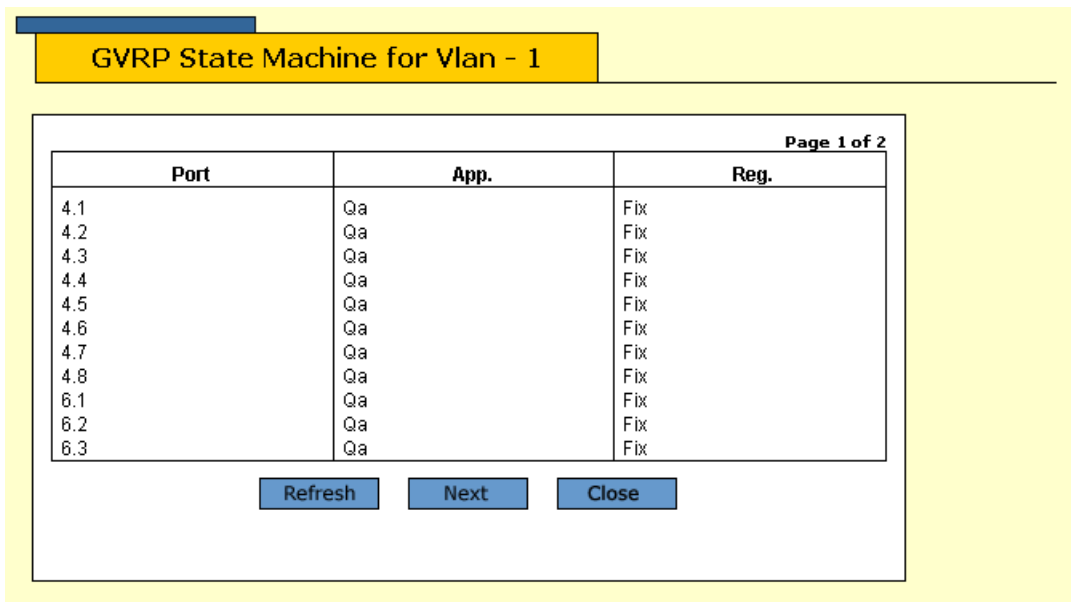 GVRP State Machine for Vlan - 1
Page 1 of 2
Port App. Reg.
4.1 Qa Fix
4.2 Qa Fix
4.3 Qa Fix
4.4 Qa Fix
4.5 Qa Fix
4.6 Qa Fix
4.7 Qa Fix
4.8 Qa Fix
6.1 Qa Fix
6.2 Qa Fix
6.3 Qa Fix
Refresh Next Close